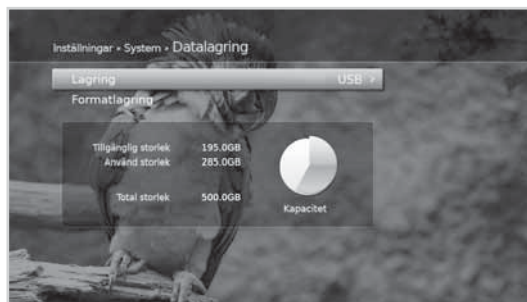 Inställningar • System • Datalagring
Lagring USB >
Formatlagring
Tillgänglig storlek 195.0GB
Använd storlek 285.0GB
Total storlek 500.0GB
Kapacitet